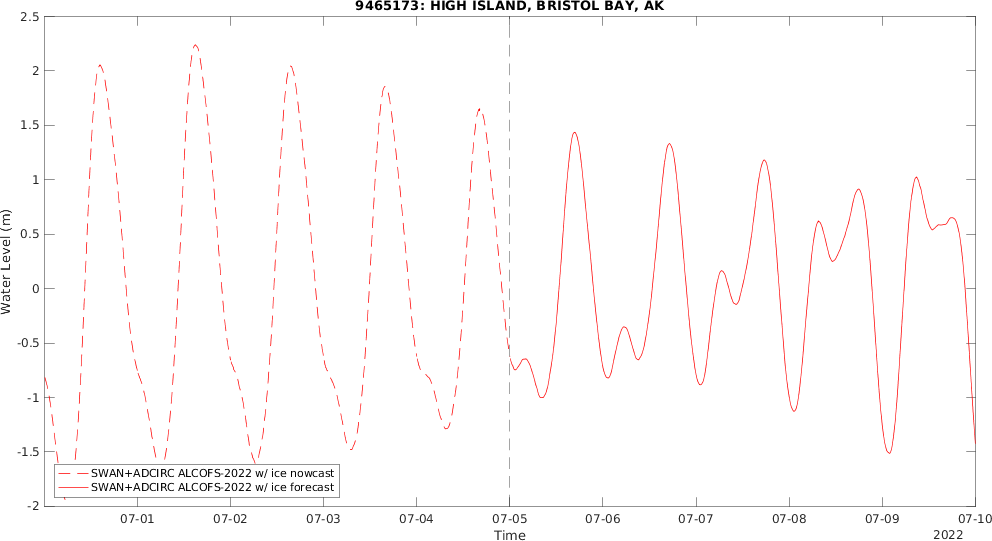 9465173: HIGH ISLAND, BRISTOL BAY, AK
2.5
2
1.5
1
0.5
0
-0.5
-1
-1.5
-2
Water Level (m)
SWAN+ADCIRC ALCOFS-2022 w/ ice nowcast
SWAN+ADCIRC ALCOFS-2022 w/ ice forecast
07-01 07-02 07-03 07-04 07-05 07-06 07-07 07-08 07-09 07-10
Time
2022